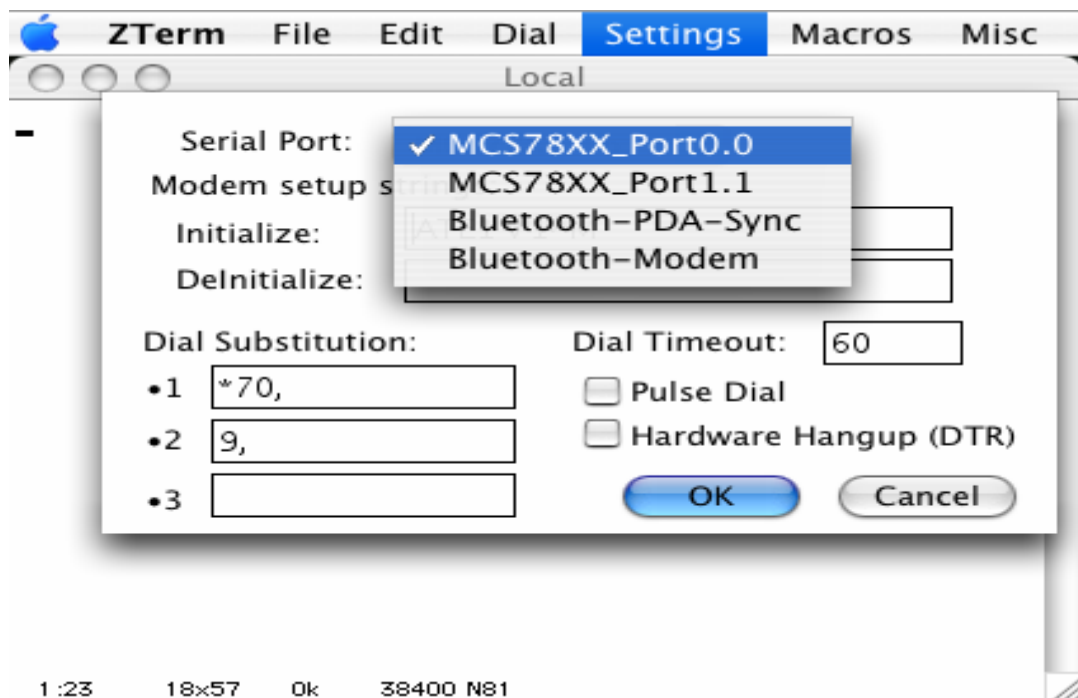 ZTerm File Edit Dial Settings Macros Misc
Local
Serial Port:
✓ MCS78XX_Port0.0
MCS78XX_Port1.1
Bluetooth-PDA-Sync
Bluetooth-Modem
Modem setup
Initialize:
DeInitialize:
Dial Substitution:
•1 *70,
•2 9,
•3
Dial Timeout: 60
Pulse Dial
Hardware Hangup (DTR)
OK Cancel
1:23 18x57 0k 38400 N81